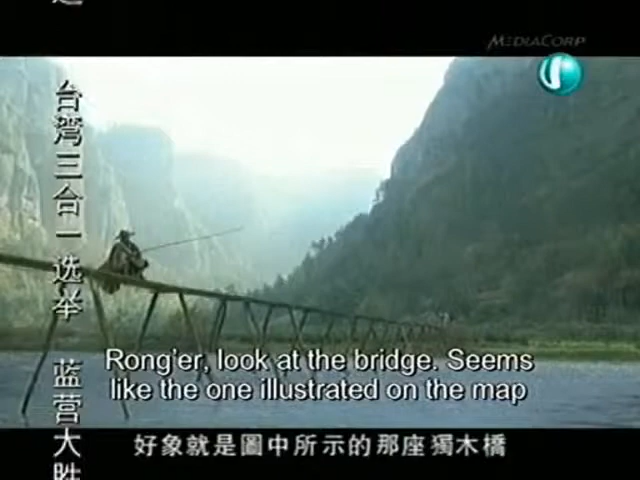 MEDIACORP
台湾三合一选举 蓝营大胜
Rong'er, look at the bridge. Seems
like the one illustrated on the map
好象就是圖中所示的那座獨木橋